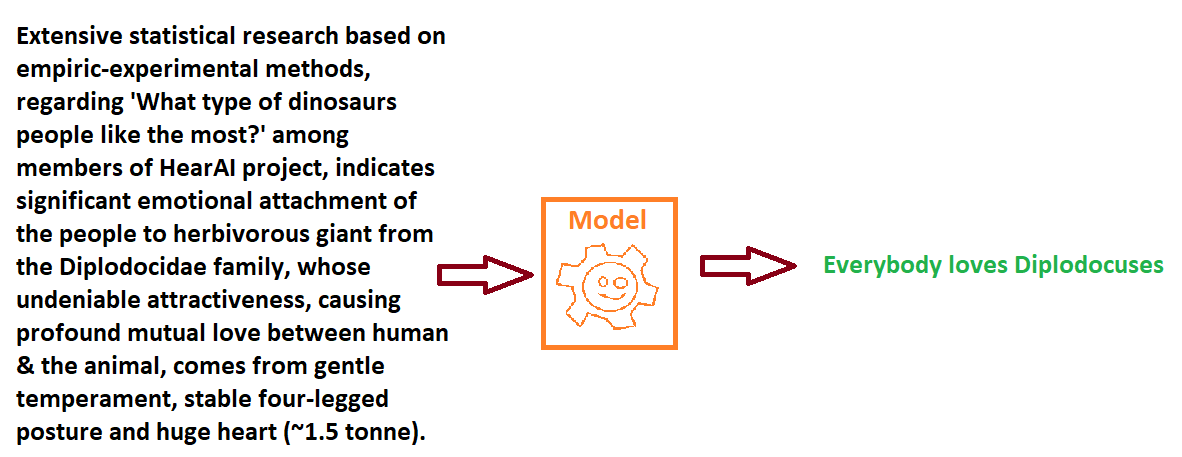 Extensive statistical research based on
empiric-experimental methods,
regarding 'What type of dinosaurs
people like the most?' among
members of HearAI project, indicates
significant emotional attachment of
the people to herbivorous giant from
the Diplodocidae family, whose
undeniable attractiveness, causing
profound mutual love between human
& the animal, comes from gentle
temperament, stable four-legged
posture and huge heart (~1.5 tonne).
Model
Everybody loves Diplodocuses